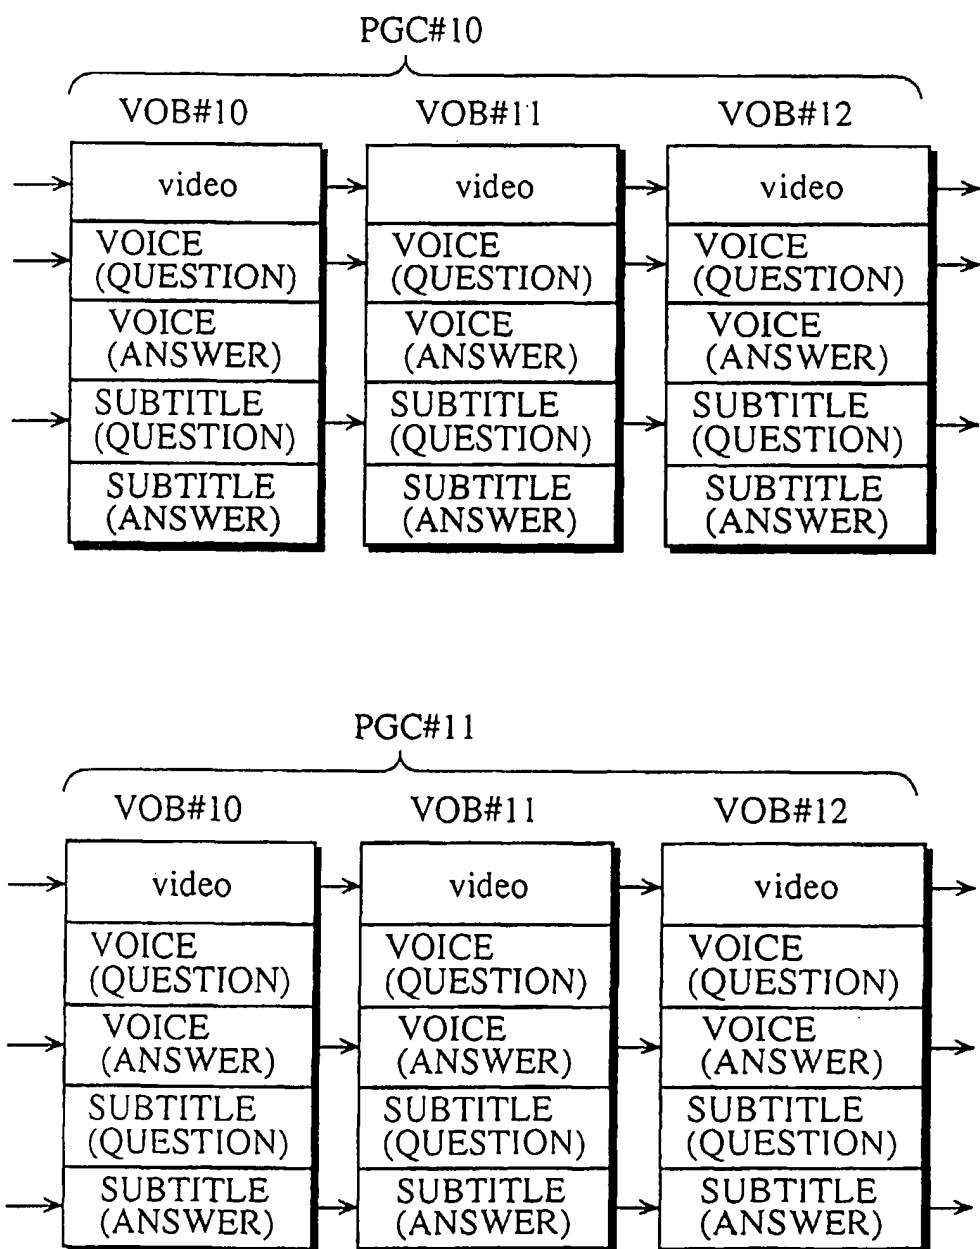 PGC#10
VOB#10 VOB#11 VOB#12
video video video
VOICE VOICE VOICE
(QUESTION) (QUESTION) (QUESTION)
VOICE VOICE VOICE
(ANSWER) (ANSWER) (ANSWER)
SUBTITLE SUBTITLE SUBTITLE
(QUESTION) (QUESTION) (QUESTION)
SUBTITLE SUBTITLE SUBTITLE
(ANSWER) (ANSWER) (ANSWER)
PGC#11
VOB#10 VOB#11 VOB#12
video video video
VOICE VOICE VOICE
(QUESTION) (QUESTION) (QUESTION)
VOICE VOICE VOICE
(ANSWER) (ANSWER) (ANSWER)
SUBTITLE SUBTITLE SUBTITLE
(QUESTION) (QUESTION) (QUESTION)
SUBTITLE SUBTITLE SUBTITLE
(ANSWER) (ANSWER) (ANSWER)